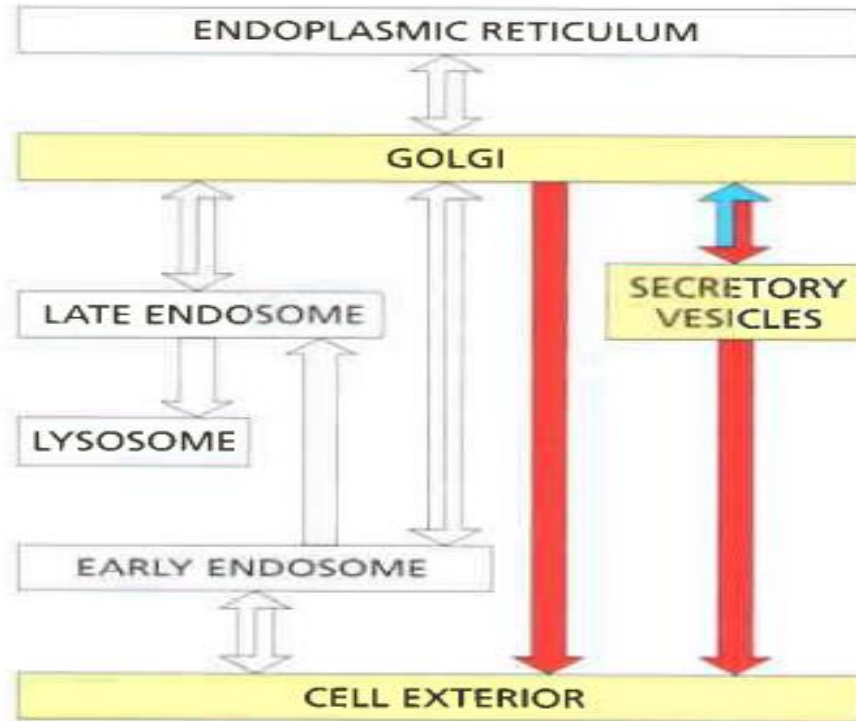 ENDOPLASMIC RETICULUM
GOLGI
LATE ENDOSOME
SECRETORY
VESICLES
LYSOSOME
EARLY ENDOSOME
CELL EXTERIOR